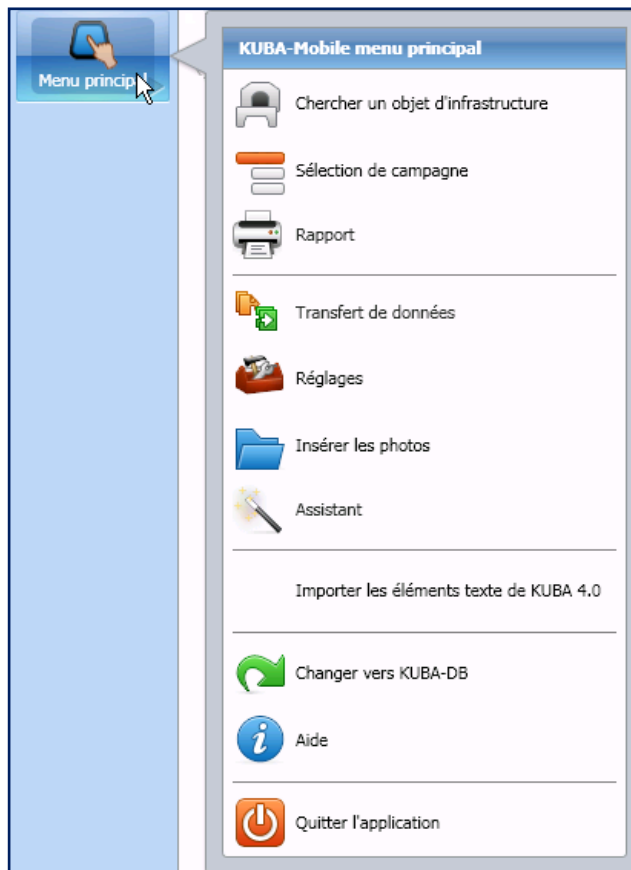 Menu principal
KUBA-Mobile menu principal
Chercher un objet d'infrastructure
Sélection de campagne
Rapport
Transfert de données
Réglages
Insérer les photos
Assistant
Importer les éléments texte de KUBA 4.0
Changer vers KUBA-DB
Aide
Quitter l'application